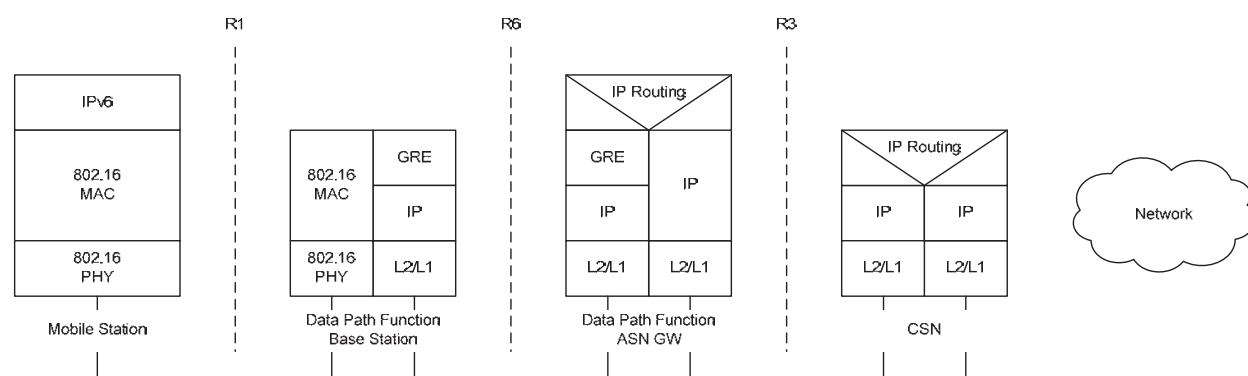 R1
R6
R3
IPv6
802.16
MAC
802.16
PHY
Mobile Station
802.16
MAC
GRE
IP
802.16
PHY
L2/L1
Data Path Function
Base Station
IP Routing
GRE
IP
IP
L2/L1
L2/L1
Data Path Function
ASN GW
IP Routing
IP
IP
L2/L1
L2/L1
CSN
Network